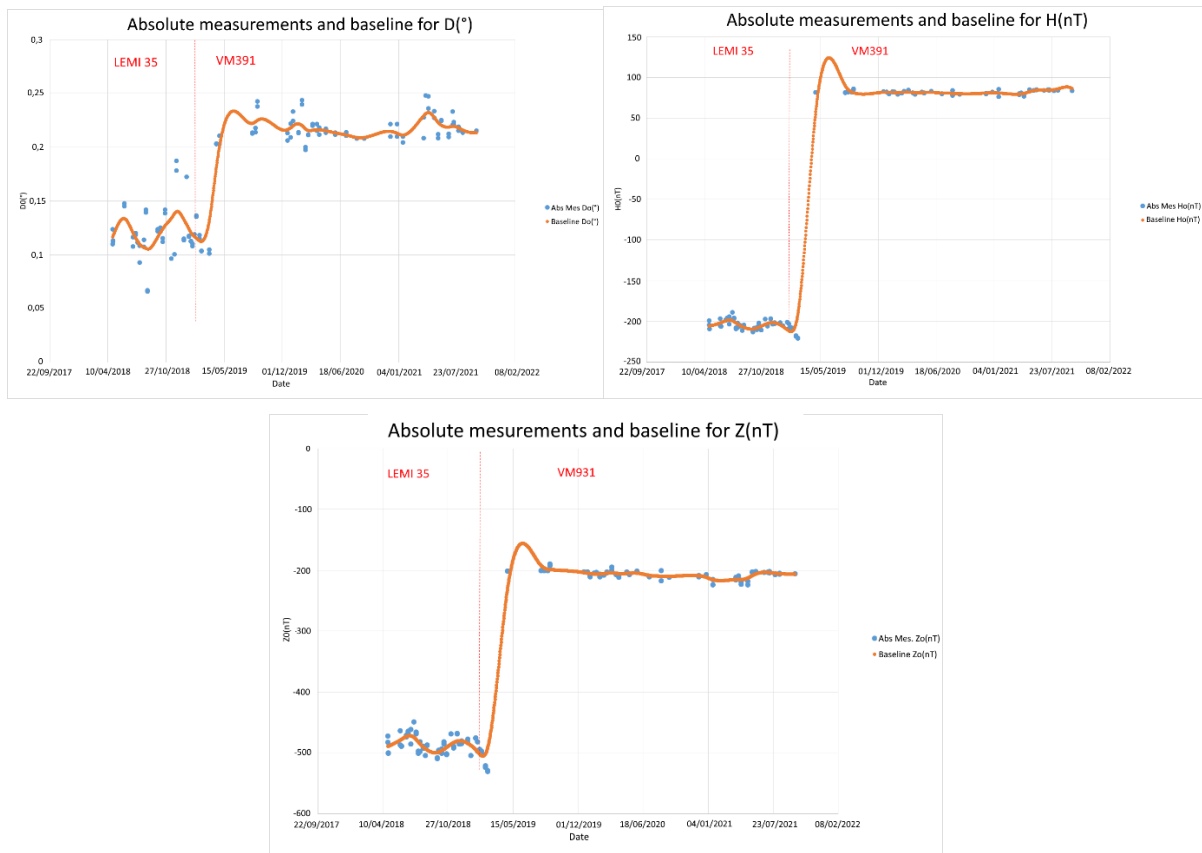 Absolute measurements and baseline for D(°)
0,3
0,25
0,2
0,15
0,1
0,05
0
D0(°)
LEMI 35
VM391
Abs Mes Do(°)
Baseline Do(°)
22/09/2017 10/04/2018 27/10/2018 15/05/2019 01/12/2019 18/06/2020 04/01/2021 23/07/2021 08/02/2022
Date
Absolute measurements and baseline for H(nT)
150
100
50
0
-50
-100
-150
-200
-250
H0(nT)
LEMI 35
VM391
Abs Mes Ho(nT)
Baseline Ho(nT)
22/09/2017 10/04/2018 27/10/2018 15/05/2019 01/12/2019 18/06/2020 04/01/2021 23/07/2021 08/02/2022
Date
Absolute mesurements and baseline for Z(nT)
0
-100
-200
-300
-400
-500
-600
Z0(nT)
LEMI 35
VM931
Abs Mes. Zo(nT)
Baseline Zo(nT)
22/09/2017 10/04/2018 27/10/2018 15/05/2019 01/12/2019 18/06/2020 04/01/2021 23/07/2021 08/02/2022
Date